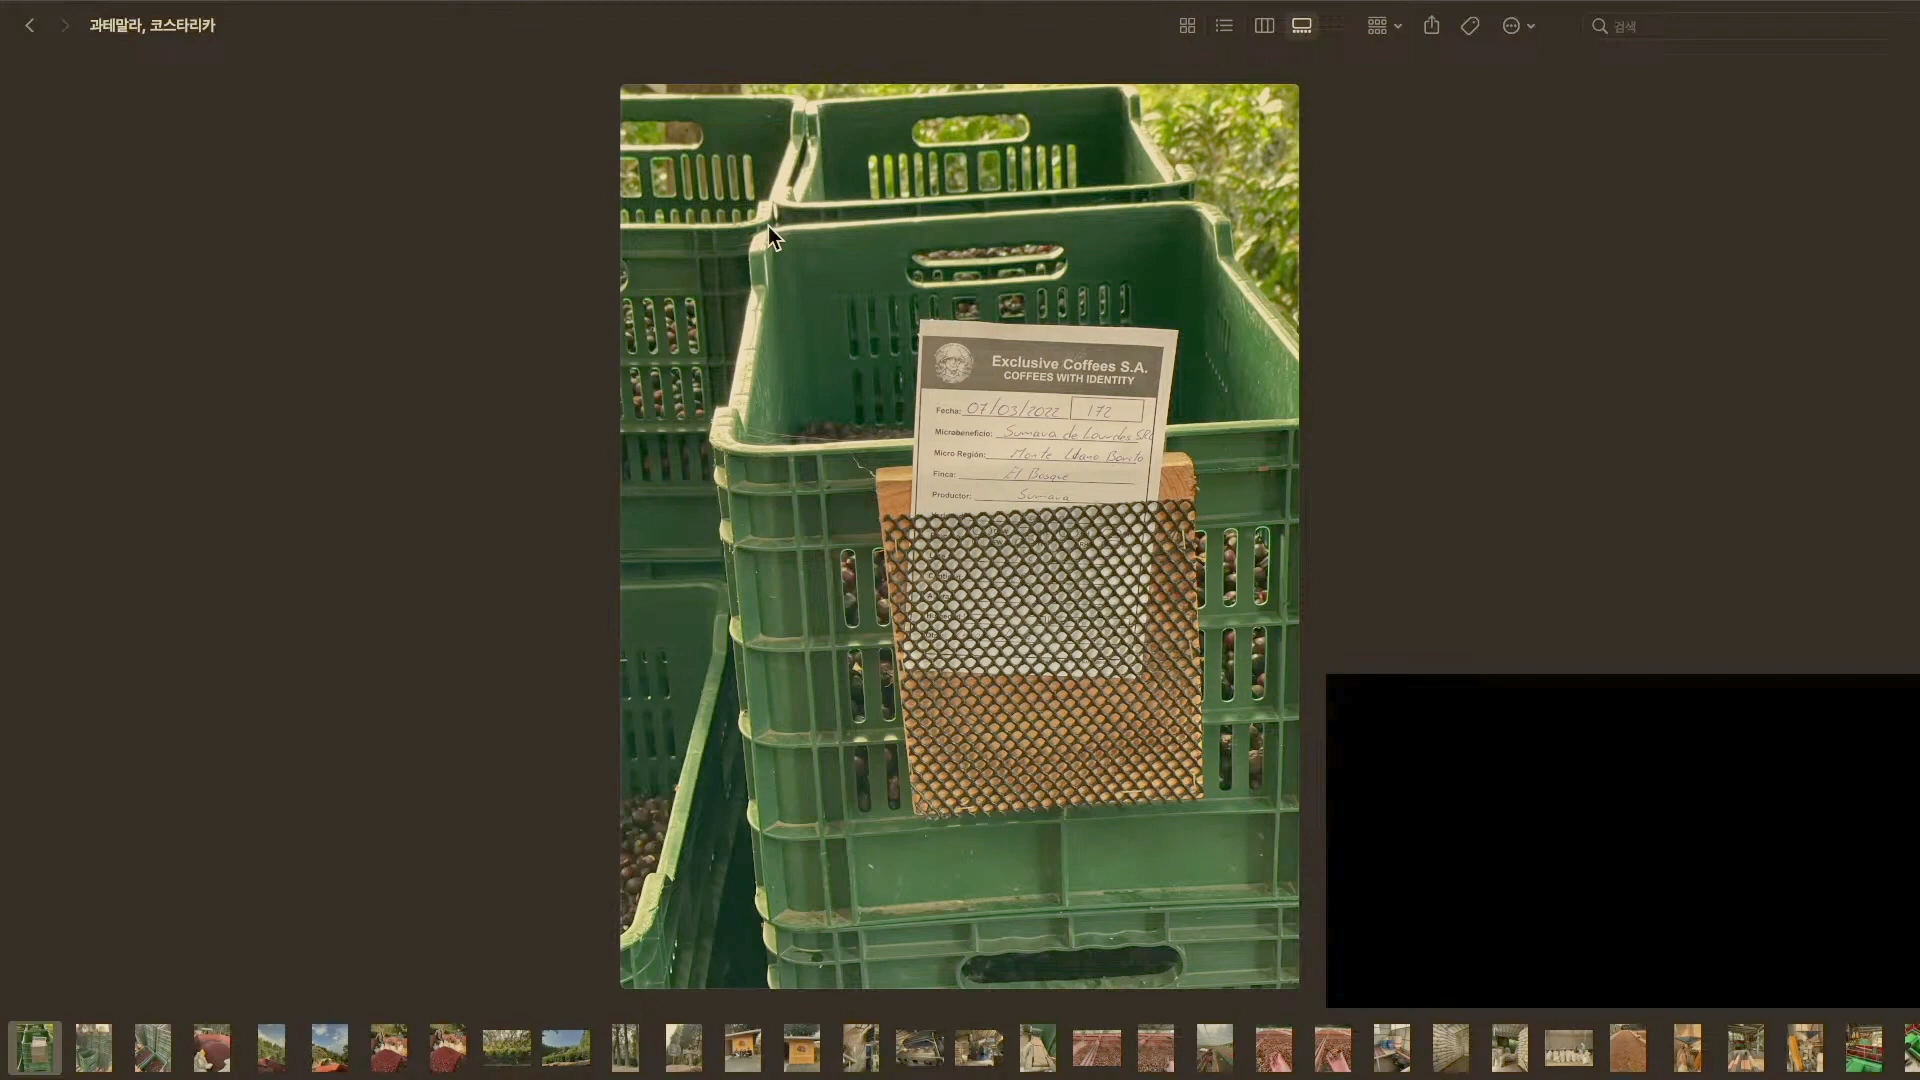 과테말라, 코스타리카
검색
Exclusive Coffees S.A.
COFFEES WITH IDENTITY
Fecha: 07/03/2022 172
Microbeneficio: Sumava de Lourdes SRL
Micro Región: Monte Llano Bonito
Finca: El Bosque
Productor: Sumava